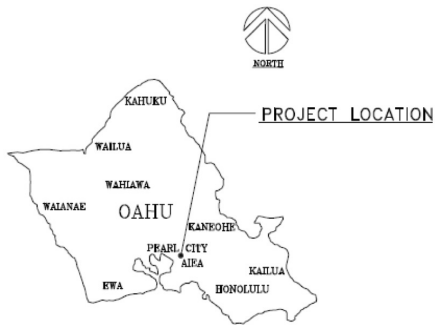 NORTH
KAHUKU
PROJECT LOCATION
WAILUA
WAHIAWA
WAIANAE
OAHU
KANEOHE
PEARL CITY
AIEA
KAILUA
EWA
HONOLULU